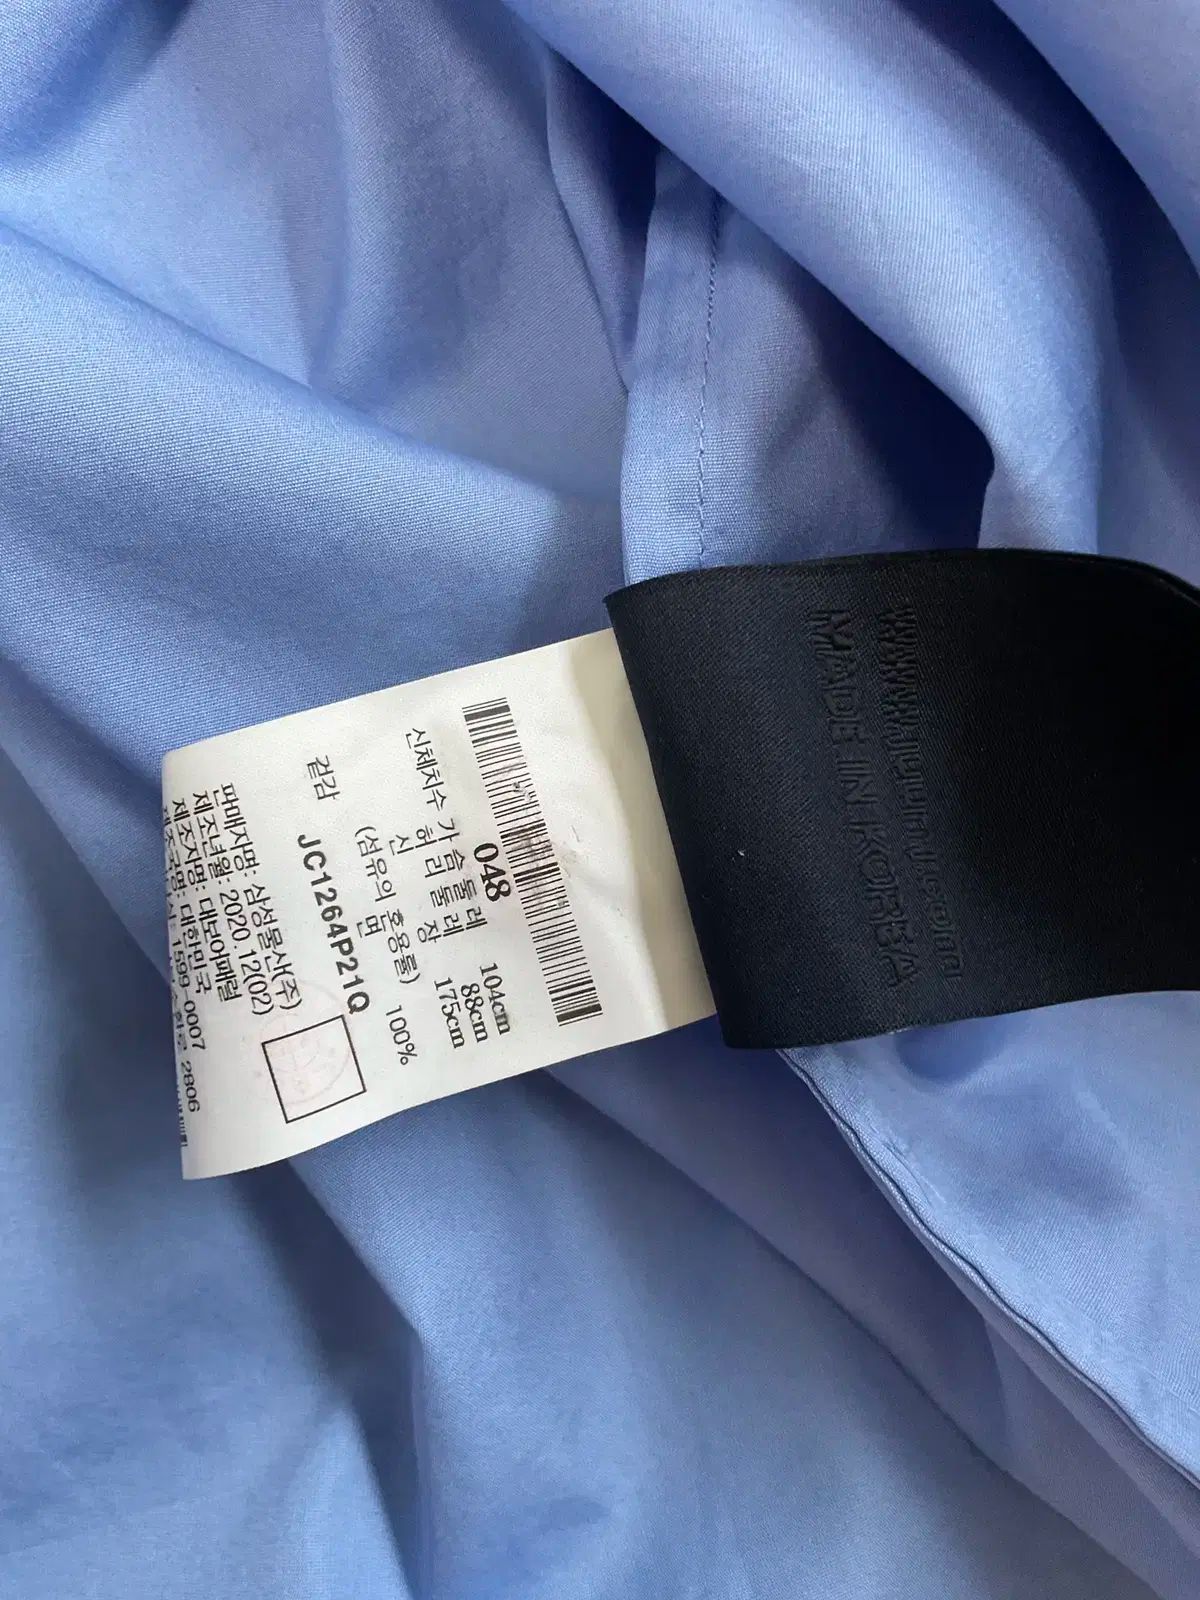 048
신체치수 가슴둘레 104cm
허리둘레 88cm
신 장 175cm
(섬유의 혼용률)
겉감 면 100%
JC1264P21Q
판매자명: 삼성물산(주)
제조년월: 2020.12(02)
제조자명: 대보어패럴
제조국명: 대한민국
1599-0007
2806
MADE IN KOREA